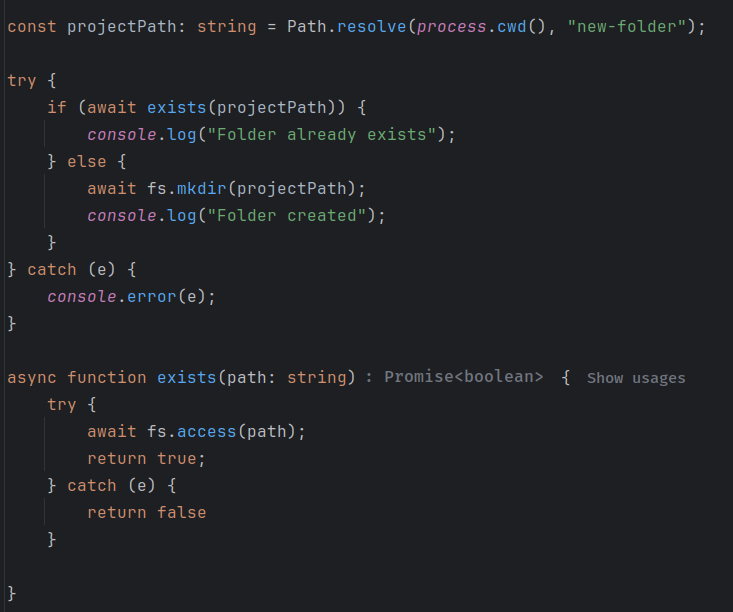 const projectPath: string = Path.resolve(process.cwd(), "new-folder");
try {
if (await exists(projectPath)) {
console.log("Folder already exists");
} else {
await fs.mkdir(projectPath);
console.log("Folder created");
}
} catch (e) {
console.error(e);
}
async function exists(path: string) : Promise<boolean> { Show usages
try {
await fs.access(path);
return true;
} catch (e) {
return false
}
}